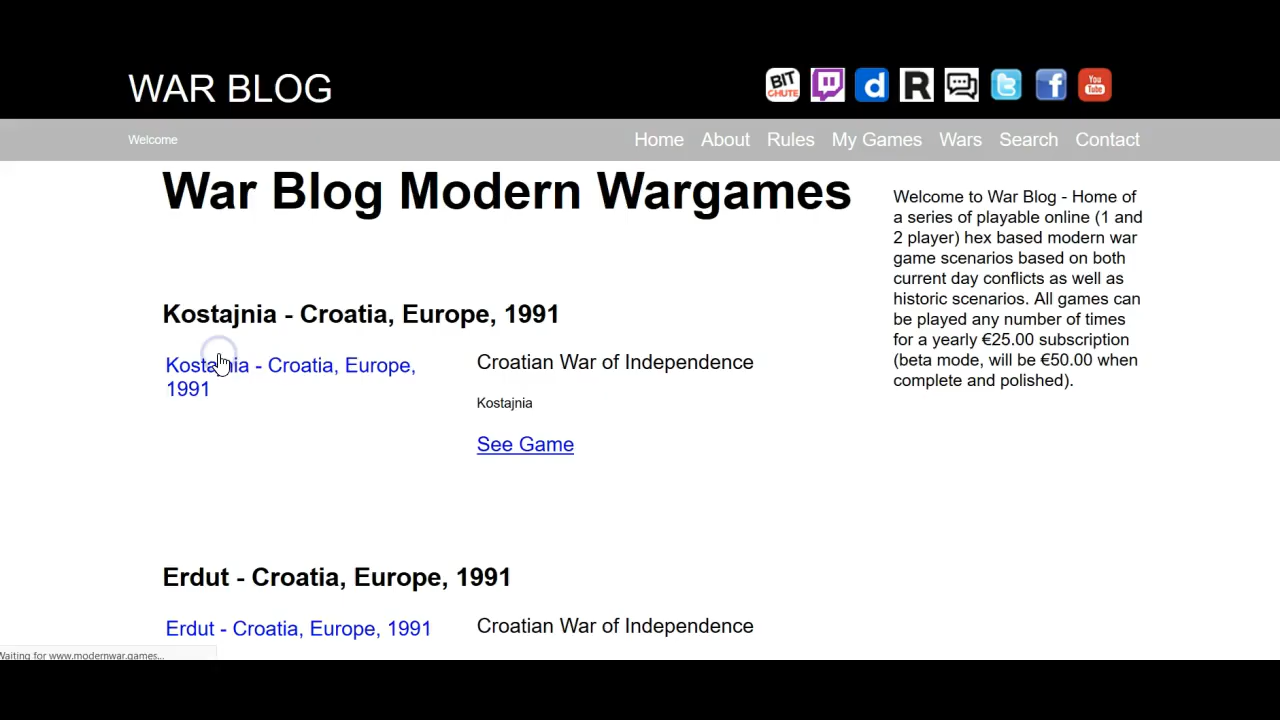 WAR BLOG
BIT
CHUTE
d
R
t
f
You
Tube
Welcome
Home About Rules My Games Wars Search Contact
War Blog Modern Wargames
Kostajnia - Croatia, Europe, 1991
Kostajnia - Croatia, Europe,
1991
Croatian War of Independence
Kostajnia
See Game
Erdut - Croatia, Europe, 1991
Erdut - Croatia, Europe, 1991
Croatian War of Independence
Welcome to War Blog - Home of
a series of playable online (1 and
2 player) hex based modern war
game scenarios based on both
current day conflicts as well as
historic scenarios. All games can
be played any number of times
for a yearly €25.00 subscription
(beta mode, will be €50.00 when
complete and polished).
Waiting for www.modernwar.games...